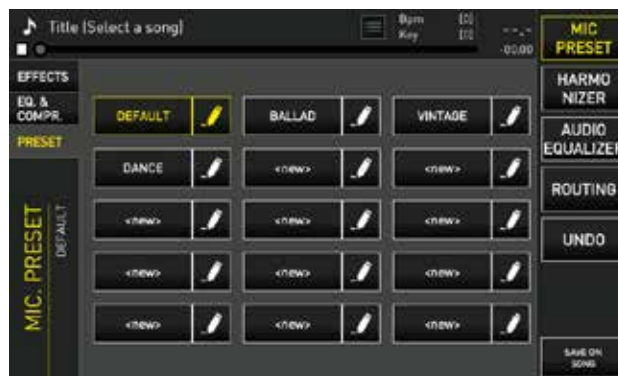 Title (Select a song)
Bpm [0]
Key [0]
--.-
-00:00
MIC
PRESET
EFFECTS
EQ. &
COMPR.
PRESET
DEFAULT
BALLAD
VINTAGE
DANCE
<new>
<new>
<new>
<new>
<new>
<new>
<new>
<new>
<new>
<new>
<new>
MIC. PRESET
DEFAULT
HARMO
NIZER
AUDIO
EQUALIZER
ROUTING
UNDO
SAVE ON
SONG